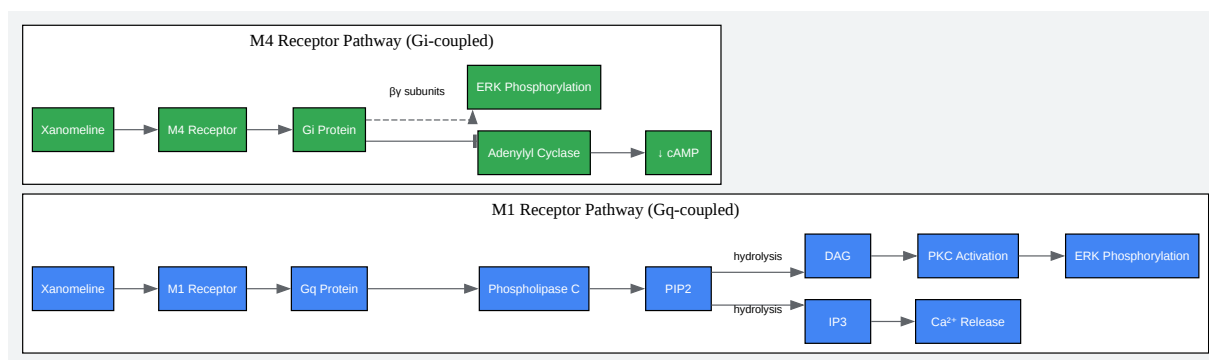 M4 Receptor Pathway (Gi-coupled)
βγ subunits
ERK Phosphorylation
Xanomeline
M4 Receptor
Gi Protein
Adenylyl Cyclase
↓ cAMP
M1 Receptor Pathway (Gq-coupled)
Xanomeline
M1 Receptor
Gq Protein
Phospholipase C
PIP2
hydrolysis
DAG
PKC Activation
ERK Phosphorylation
hydrolysis
IP3
Ca²⁺ Release